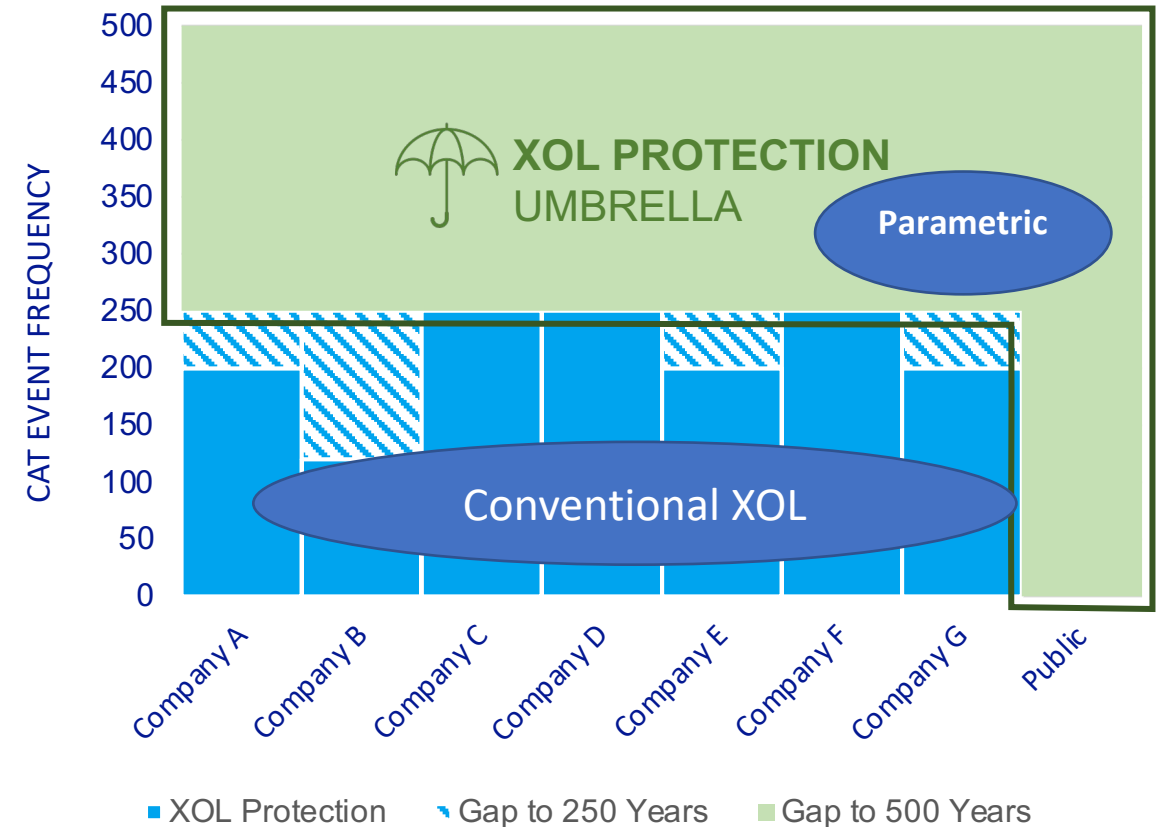 500
450
400
350
300
250
200
150
100
50
0
CAT EVENT FREQUENCY
XOL PROTECTION
UMBRELLA
Parametric
Conventional XOL
Company A
Company B
Company C
Company D
Company E
Company F
Company G
Public
XOL Protection
Gap to 250 Years
Gap to 500 Years